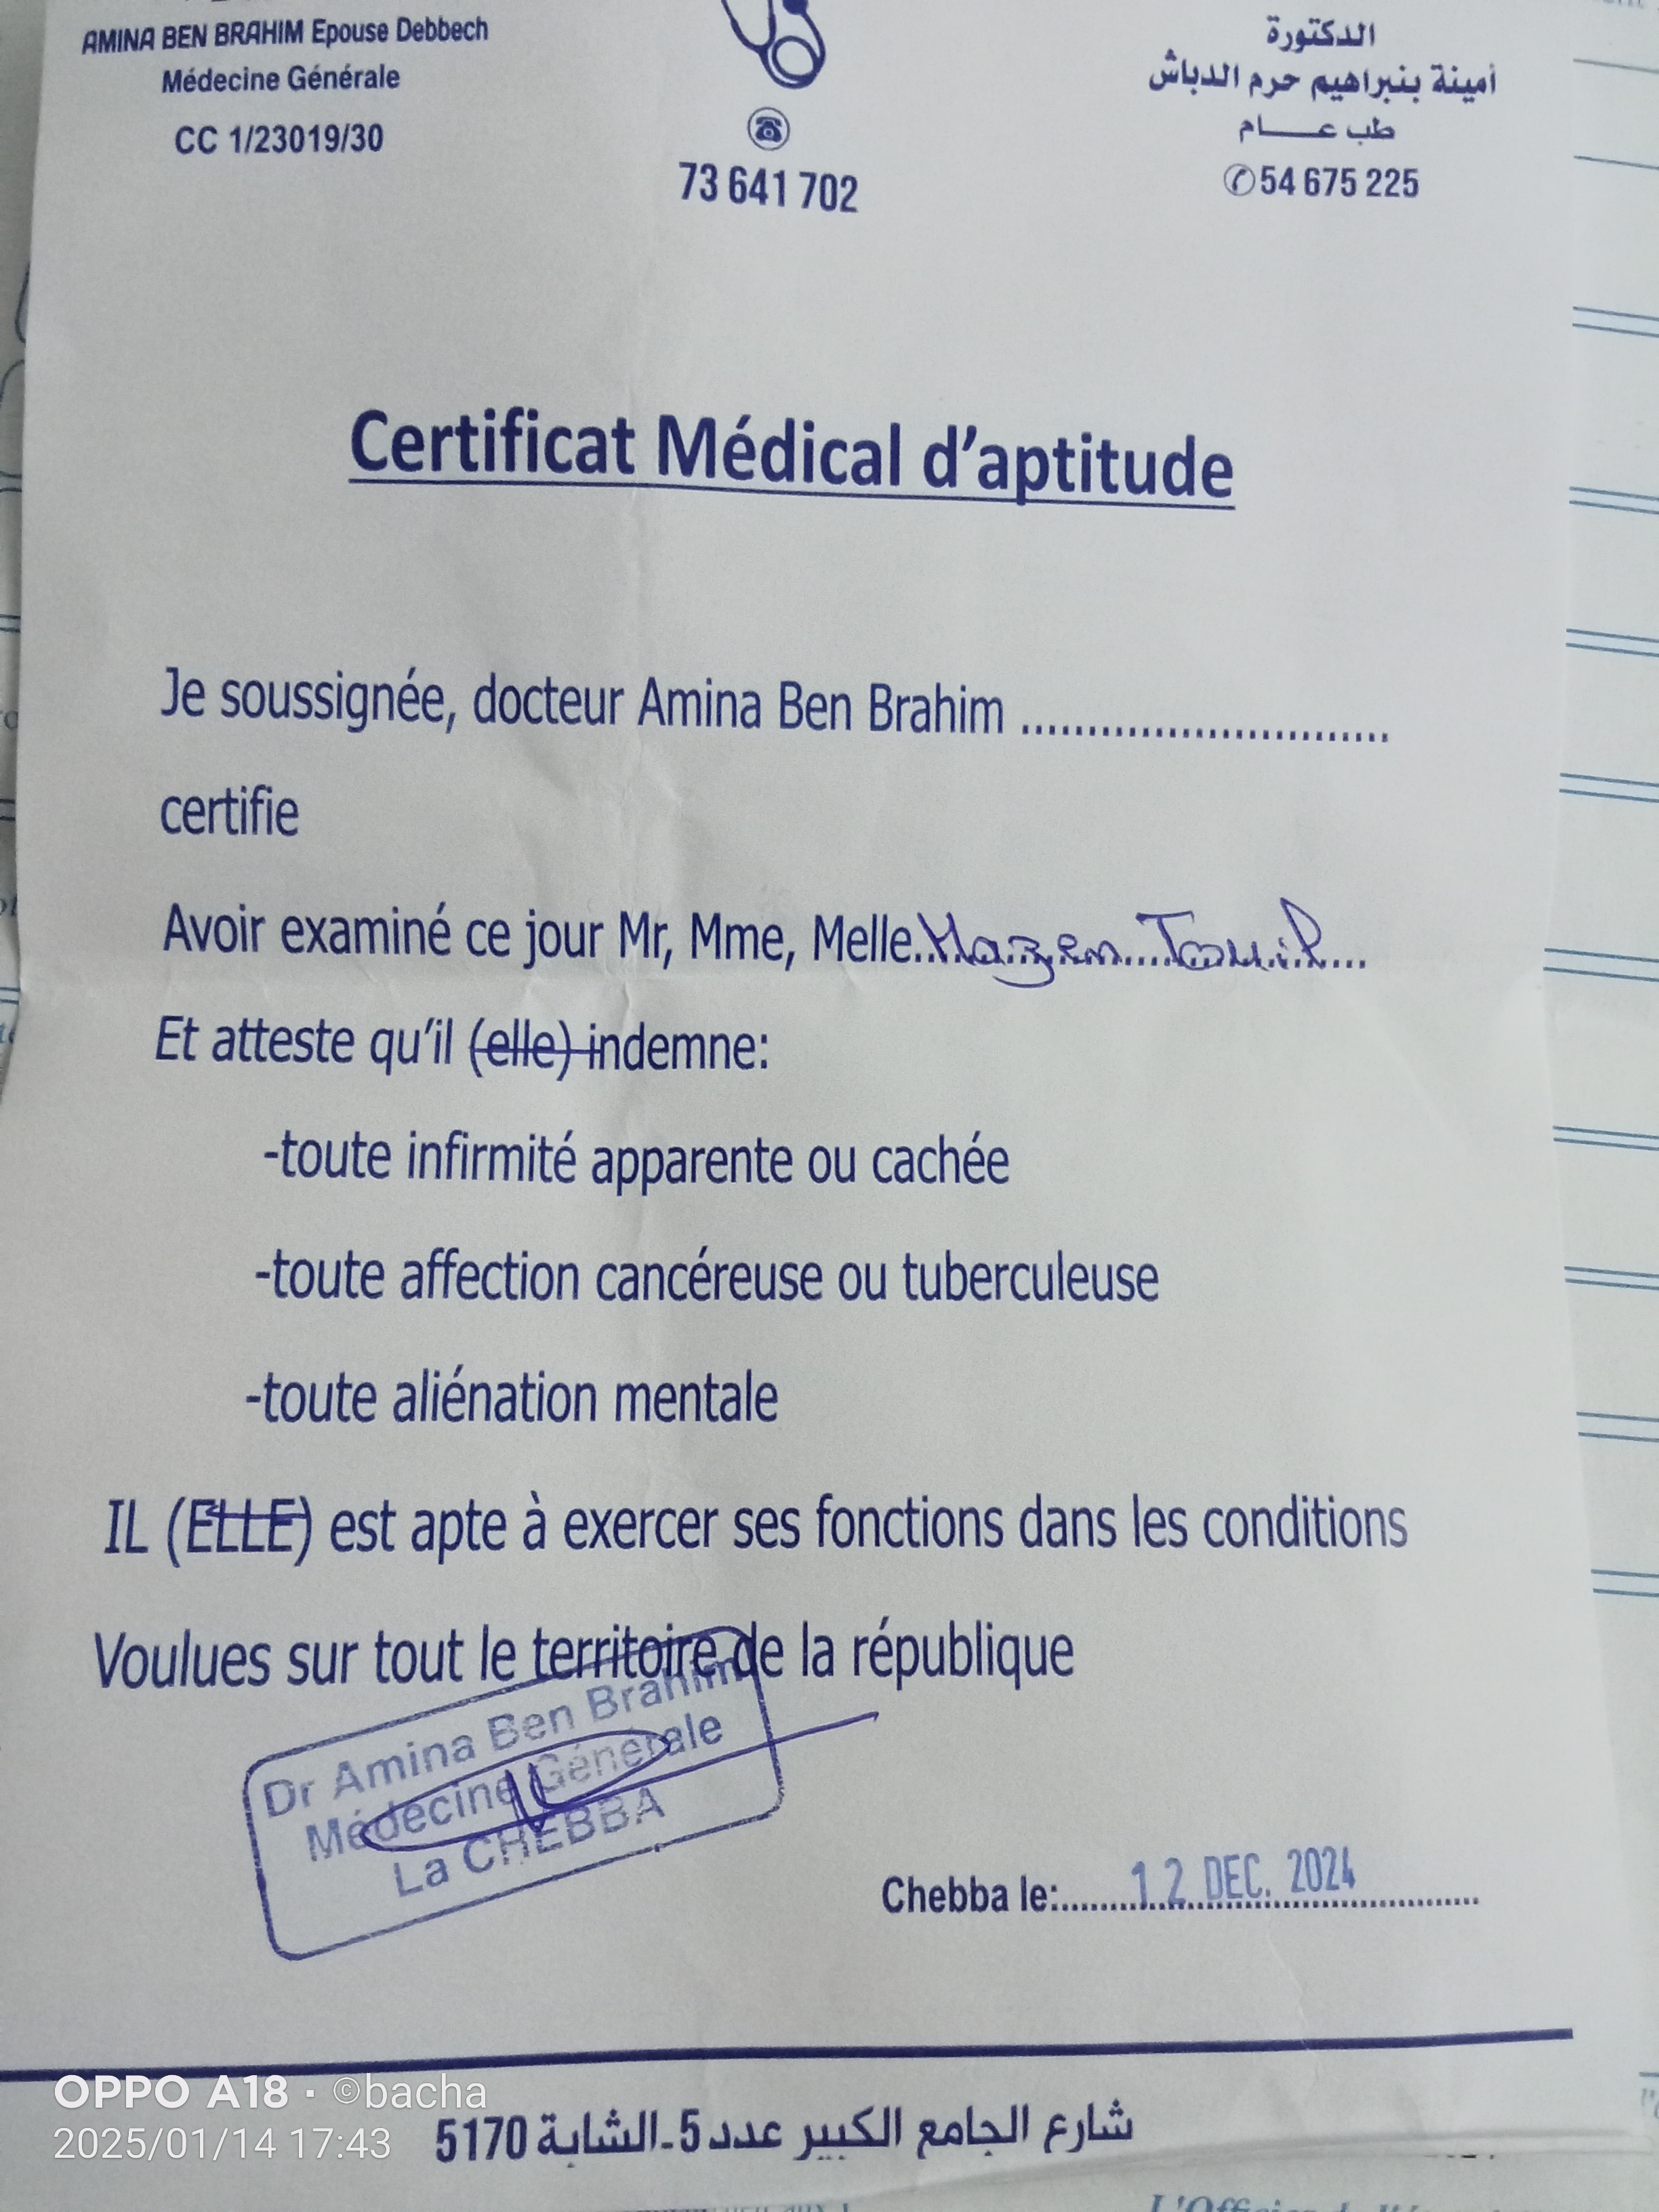 AMINA BEN BRAHIM Epouse Debbech
Médecine Générale
CC 1/23019/30
73 641 702
الدكتورة
أمينة بنبراهيم حرم الدباش
طب عـــام
54 675 225
Certificat Médical d'aptitude
Je soussignée, docteur Amina Ben Brahim ............................
certifie
Avoir examiné ce jour Mr, Mme, Melle..Hazem Taouil...
Et atteste qu'il (elle) indemne:
-toute infirmité apparente ou cachée
-toute affection cancéreuse ou tuberculeuse
-toute aliénation mentale
IL (ELLE) est apte à exercer ses fonctions dans les conditions
Voulues sur tout le territoire de la république
Dr Amina Ben Brahim
Médecine Générale
La CHEBBA
Chebba le:.......12 DEC. 2024..........
شارع الجامع الكبير عدد 5 ـ الشابة 5170
OPPO A18 · ©bacha
2025/01/14 17:43